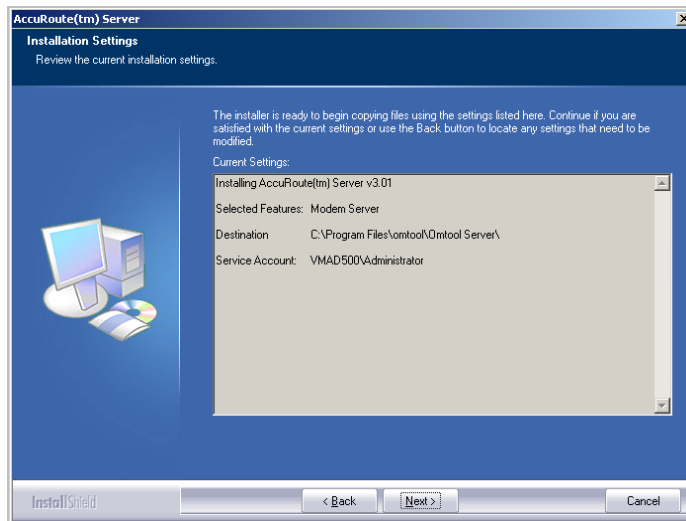 AccuRoute(tm) Server
Installation Settings
Review the current installation settings.
The installer is ready to begin copying files using the settings listed here. Continue if you are
satisfied with the current settings or use the Back button to locate any settings that need to be
modified.
Current Settings:
Installing AccuRoute(tm) Server v3.01
Selected Features: Modem Server
Destination C:\Program Files\omtool\Omtool Server\
Service Account: VMAD500\Administrator
InstallShield
< Back Next > Cancel